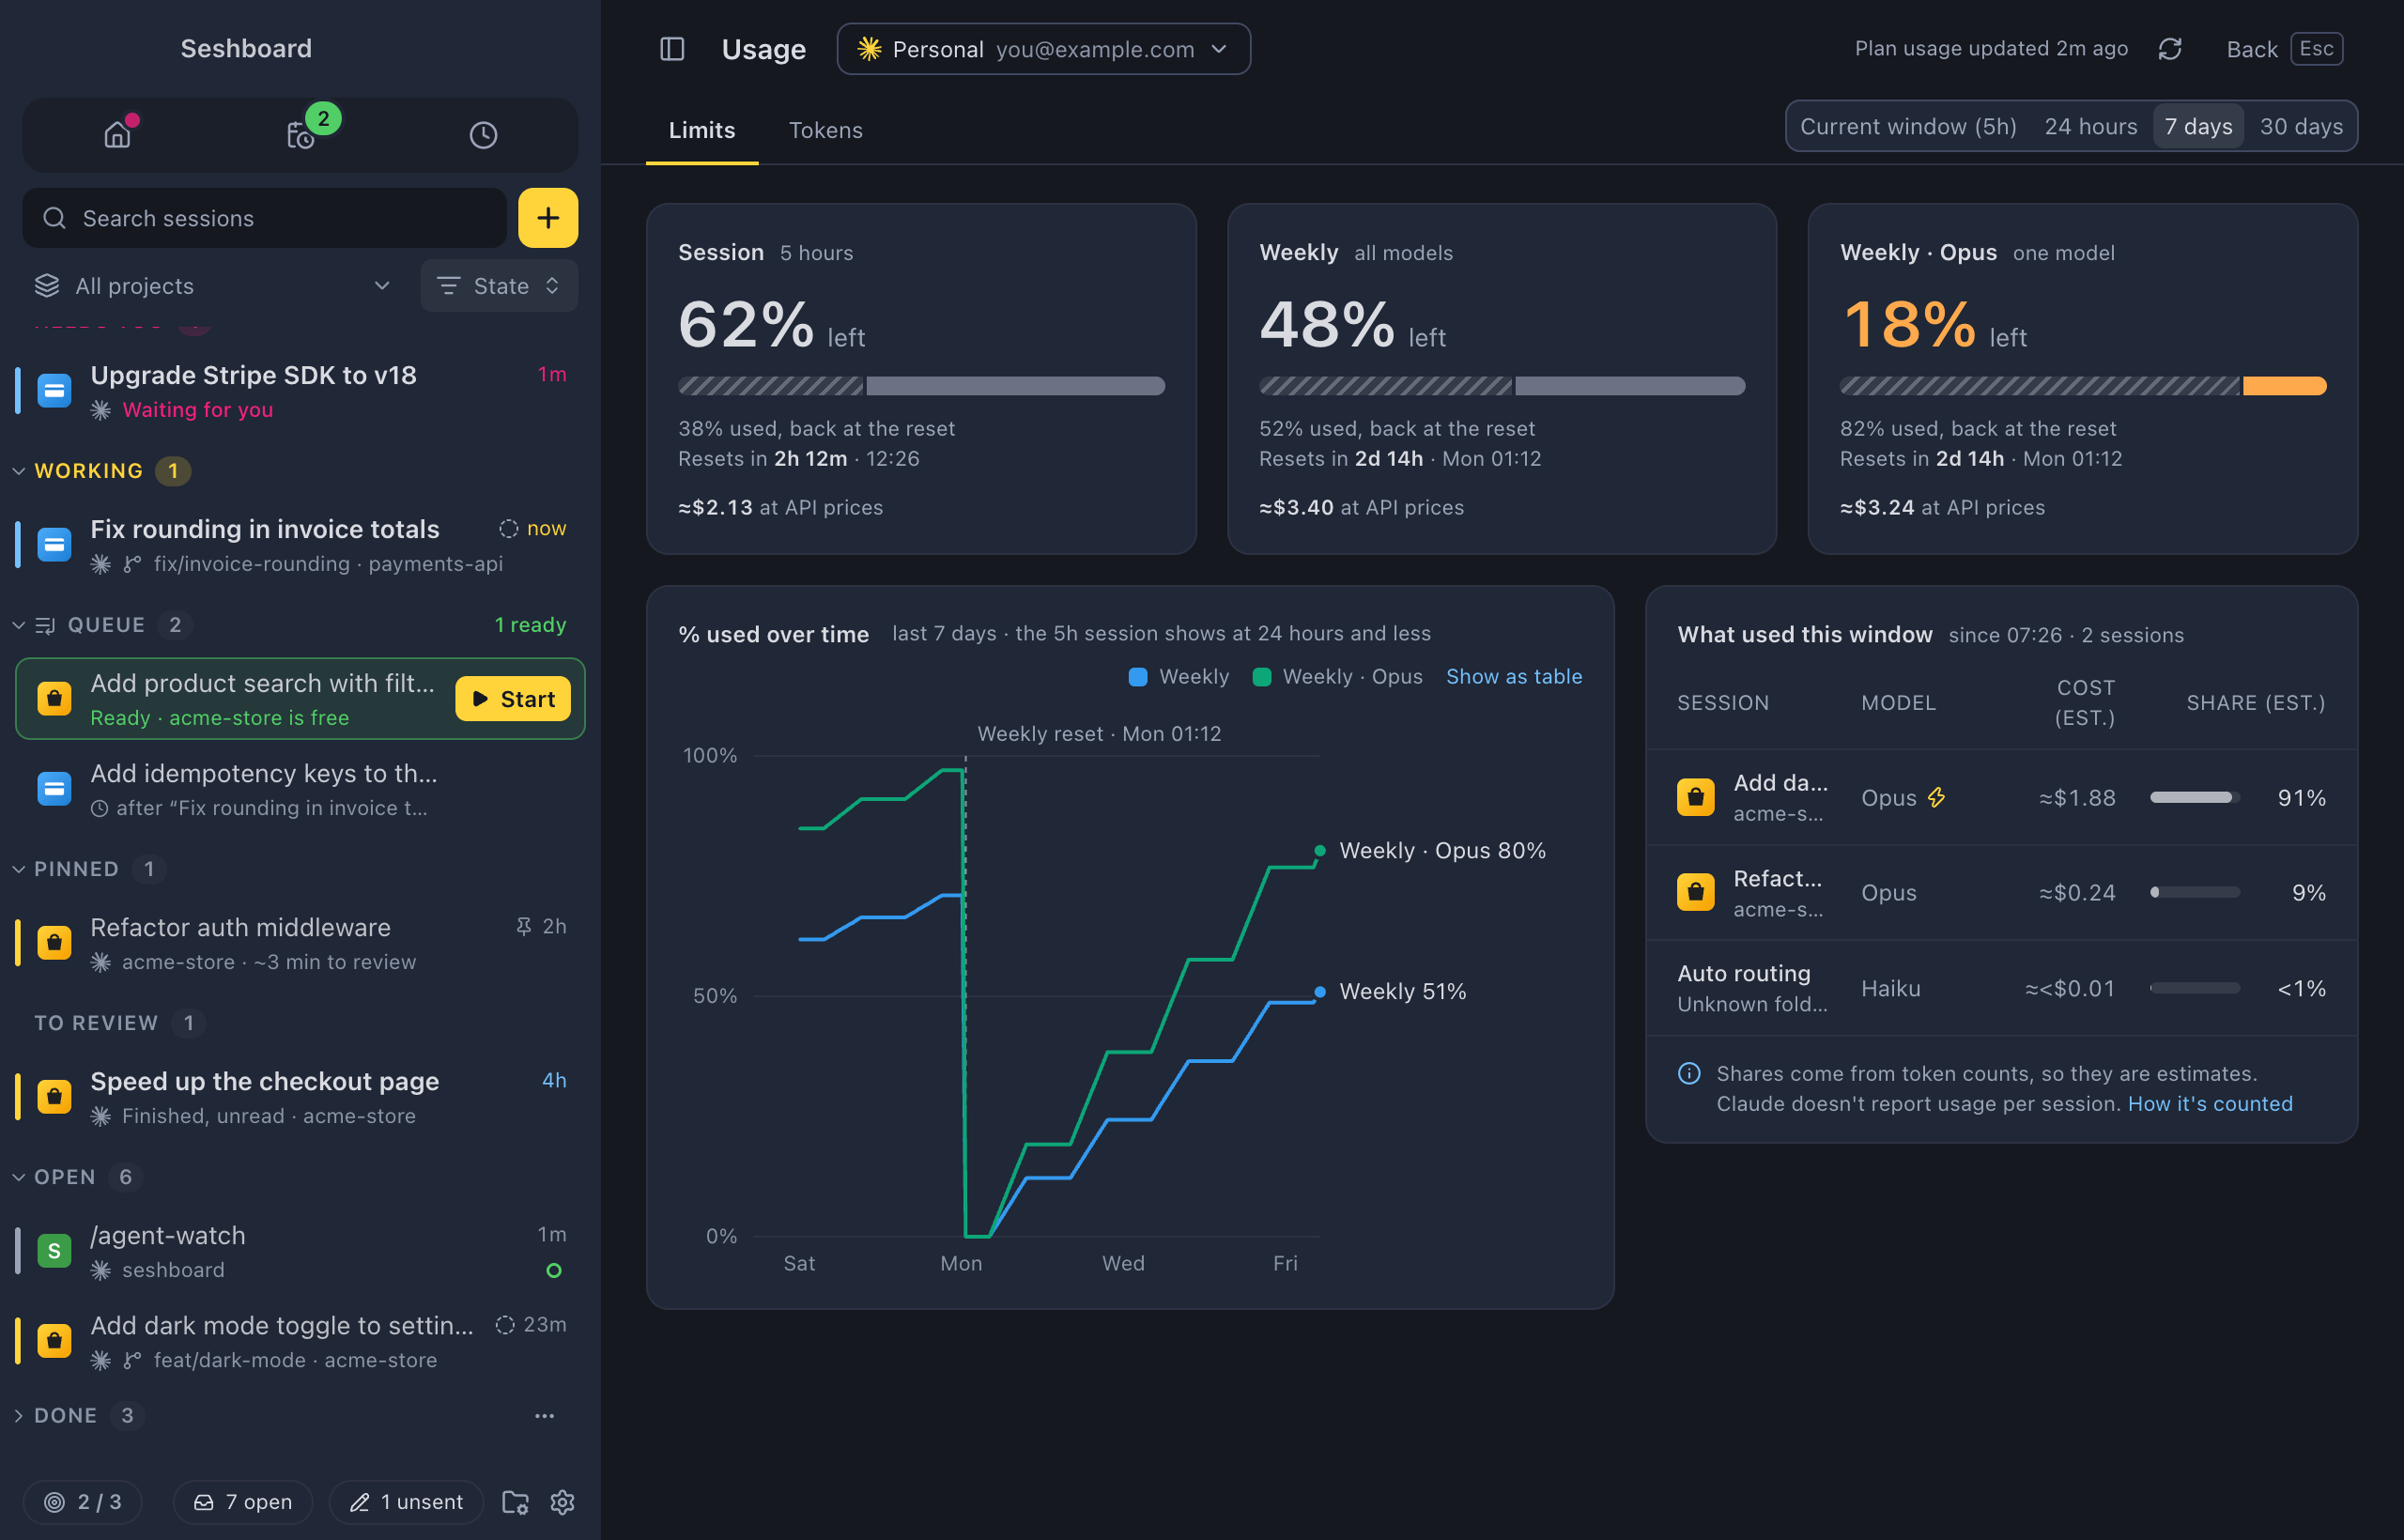 Seshboard
2
Search sessions
All projects
State
Upgrade Stripe SDK to v18
1m
Waiting for you
WORKING 1
Fix rounding in invoice totals
now
fix/invoice-rounding · payments-api
QUEUE 2
1 ready
Add product search with filt...
Ready · acme-store is free
Start
Add idempotency keys to th...
after “Fix rounding in invoice t...
PINNED 1
Refactor auth middleware
2h
acme-store · ~3 min to review
TO REVIEW 1
Speed up the checkout page
4h
Finished, unread · acme-store
OPEN 6
S
/agent-watch
1m
seshboard
Add dark mode toggle to settin...
23m
feat/dark-mode · acme-store
DONE 3
2 / 3
7 open
1 unsent
Usage
Personal you@example.com
Plan usage updated 2m ago
Back Esc
Limits
Tokens
Current window (5h) 24 hours 7 days 30 days
Session 5 hours
62% left
38% used, back at the reset
Resets in 2h 12m · 12:26
≈$2.13 at API prices
Weekly all models
48% left
52% used, back at the reset
Resets in 2d 14h · Mon 01:12
≈$3.40 at API prices
Weekly · Opus one model
18% left
82% used, back at the reset
Resets in 2d 14h · Mon 01:12
≈$3.24 at API prices
% used over time last 7 days · the 5h session shows at 24 hours and less
Weekly Weekly · Opus Show as table
Weekly reset · Mon 01:12
100%
Weekly · Opus 80%
50%
Weekly 51%
0%
Sat Mon Wed Fri
What used this window since 07:26 · 2 sessions
SESSION MODEL COST (EST.) SHARE (EST.)
Add da...
acme-s...
Opus ≈$1.88 91%
Refact...
acme-s...
Opus ≈$0.24 9%
Auto routing
Unknown fold...
Haiku ≈<$0.01 <1%
Shares come from token counts, so they are estimates.
Claude doesn't report usage per session. How it's counted